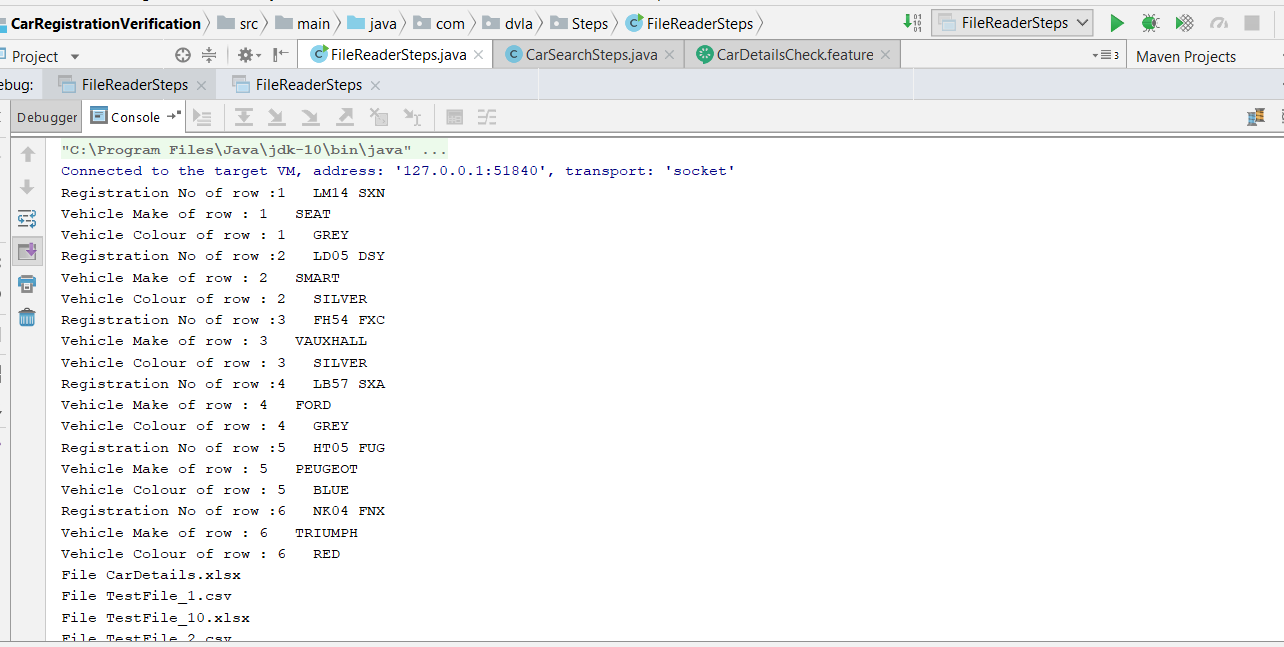 CarRegistrationVerification src main java com dvla Steps FileReaderSteps FileReaderSteps
Project FileReaderSteps.java CarSearchSteps.java CarDetailsCheck.feature 3 Maven Projects
ebug: FileReaderSteps FileReaderSteps
Debugger Console
"C:\Program Files\Java\jdk-10\bin\java" ...
Connected to the target VM, address: '127.0.0.1:51840', transport: 'socket'
Registration No of row :1   LM14 SXN
Vehicle Make of row : 1   SEAT
Vehicle Colour of row : 1   GREY
Registration No of row :2   LD05 DSY
Vehicle Make of row : 2   SMART
Vehicle Colour of row : 2   SILVER
Registration No of row :3   FH54 FXC
Vehicle Make of row : 3   VAUXHALL
Vehicle Colour of row : 3   SILVER
Registration No of row :4   LB57 SXA
Vehicle Make of row : 4   FORD
Vehicle Colour of row : 4   GREY
Registration No of row :5   HT05 FUG
Vehicle Make of row : 5   PEUGEOT
Vehicle Colour of row : 5   BLUE
Registration No of row :6   NK04 FNX
Vehicle Make of row : 6   TRIUMPH
Vehicle Colour of row : 6   RED
File CarDetails.xlsx
File TestFile_1.csv
File TestFile_10.xlsx
File TestFile_2.csv